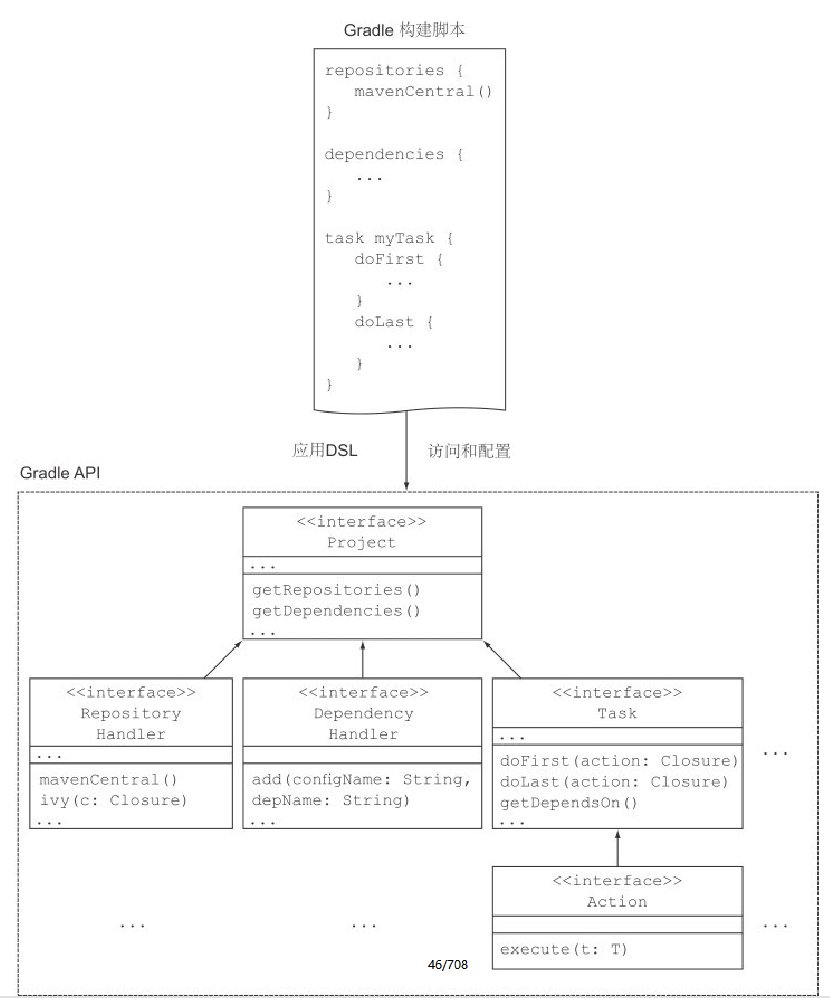 Gradle 构建脚本
repositories {
mavenCentral()
}
dependencies {
...
}
task myTask {
doFirst {
...
}
doLast {
...
}
}
应用DSL
访问和配置
Gradle API
<<interface>>
Project
...
getRepositories()
getDependencies()
...
<<interface>>
Repository
Handler
...
mavenCentral()
ivy(c: Closure)
...
<<interface>>
Dependency
Handler
add(configName: String,
depName: String)
...
<<interface>>
Task
...
doFirst(action: Closure)
doLast(action: Closure)
getDependsOn()
...
...
<<interface>>
Action
execute(t: T)
...
...
...
46/708